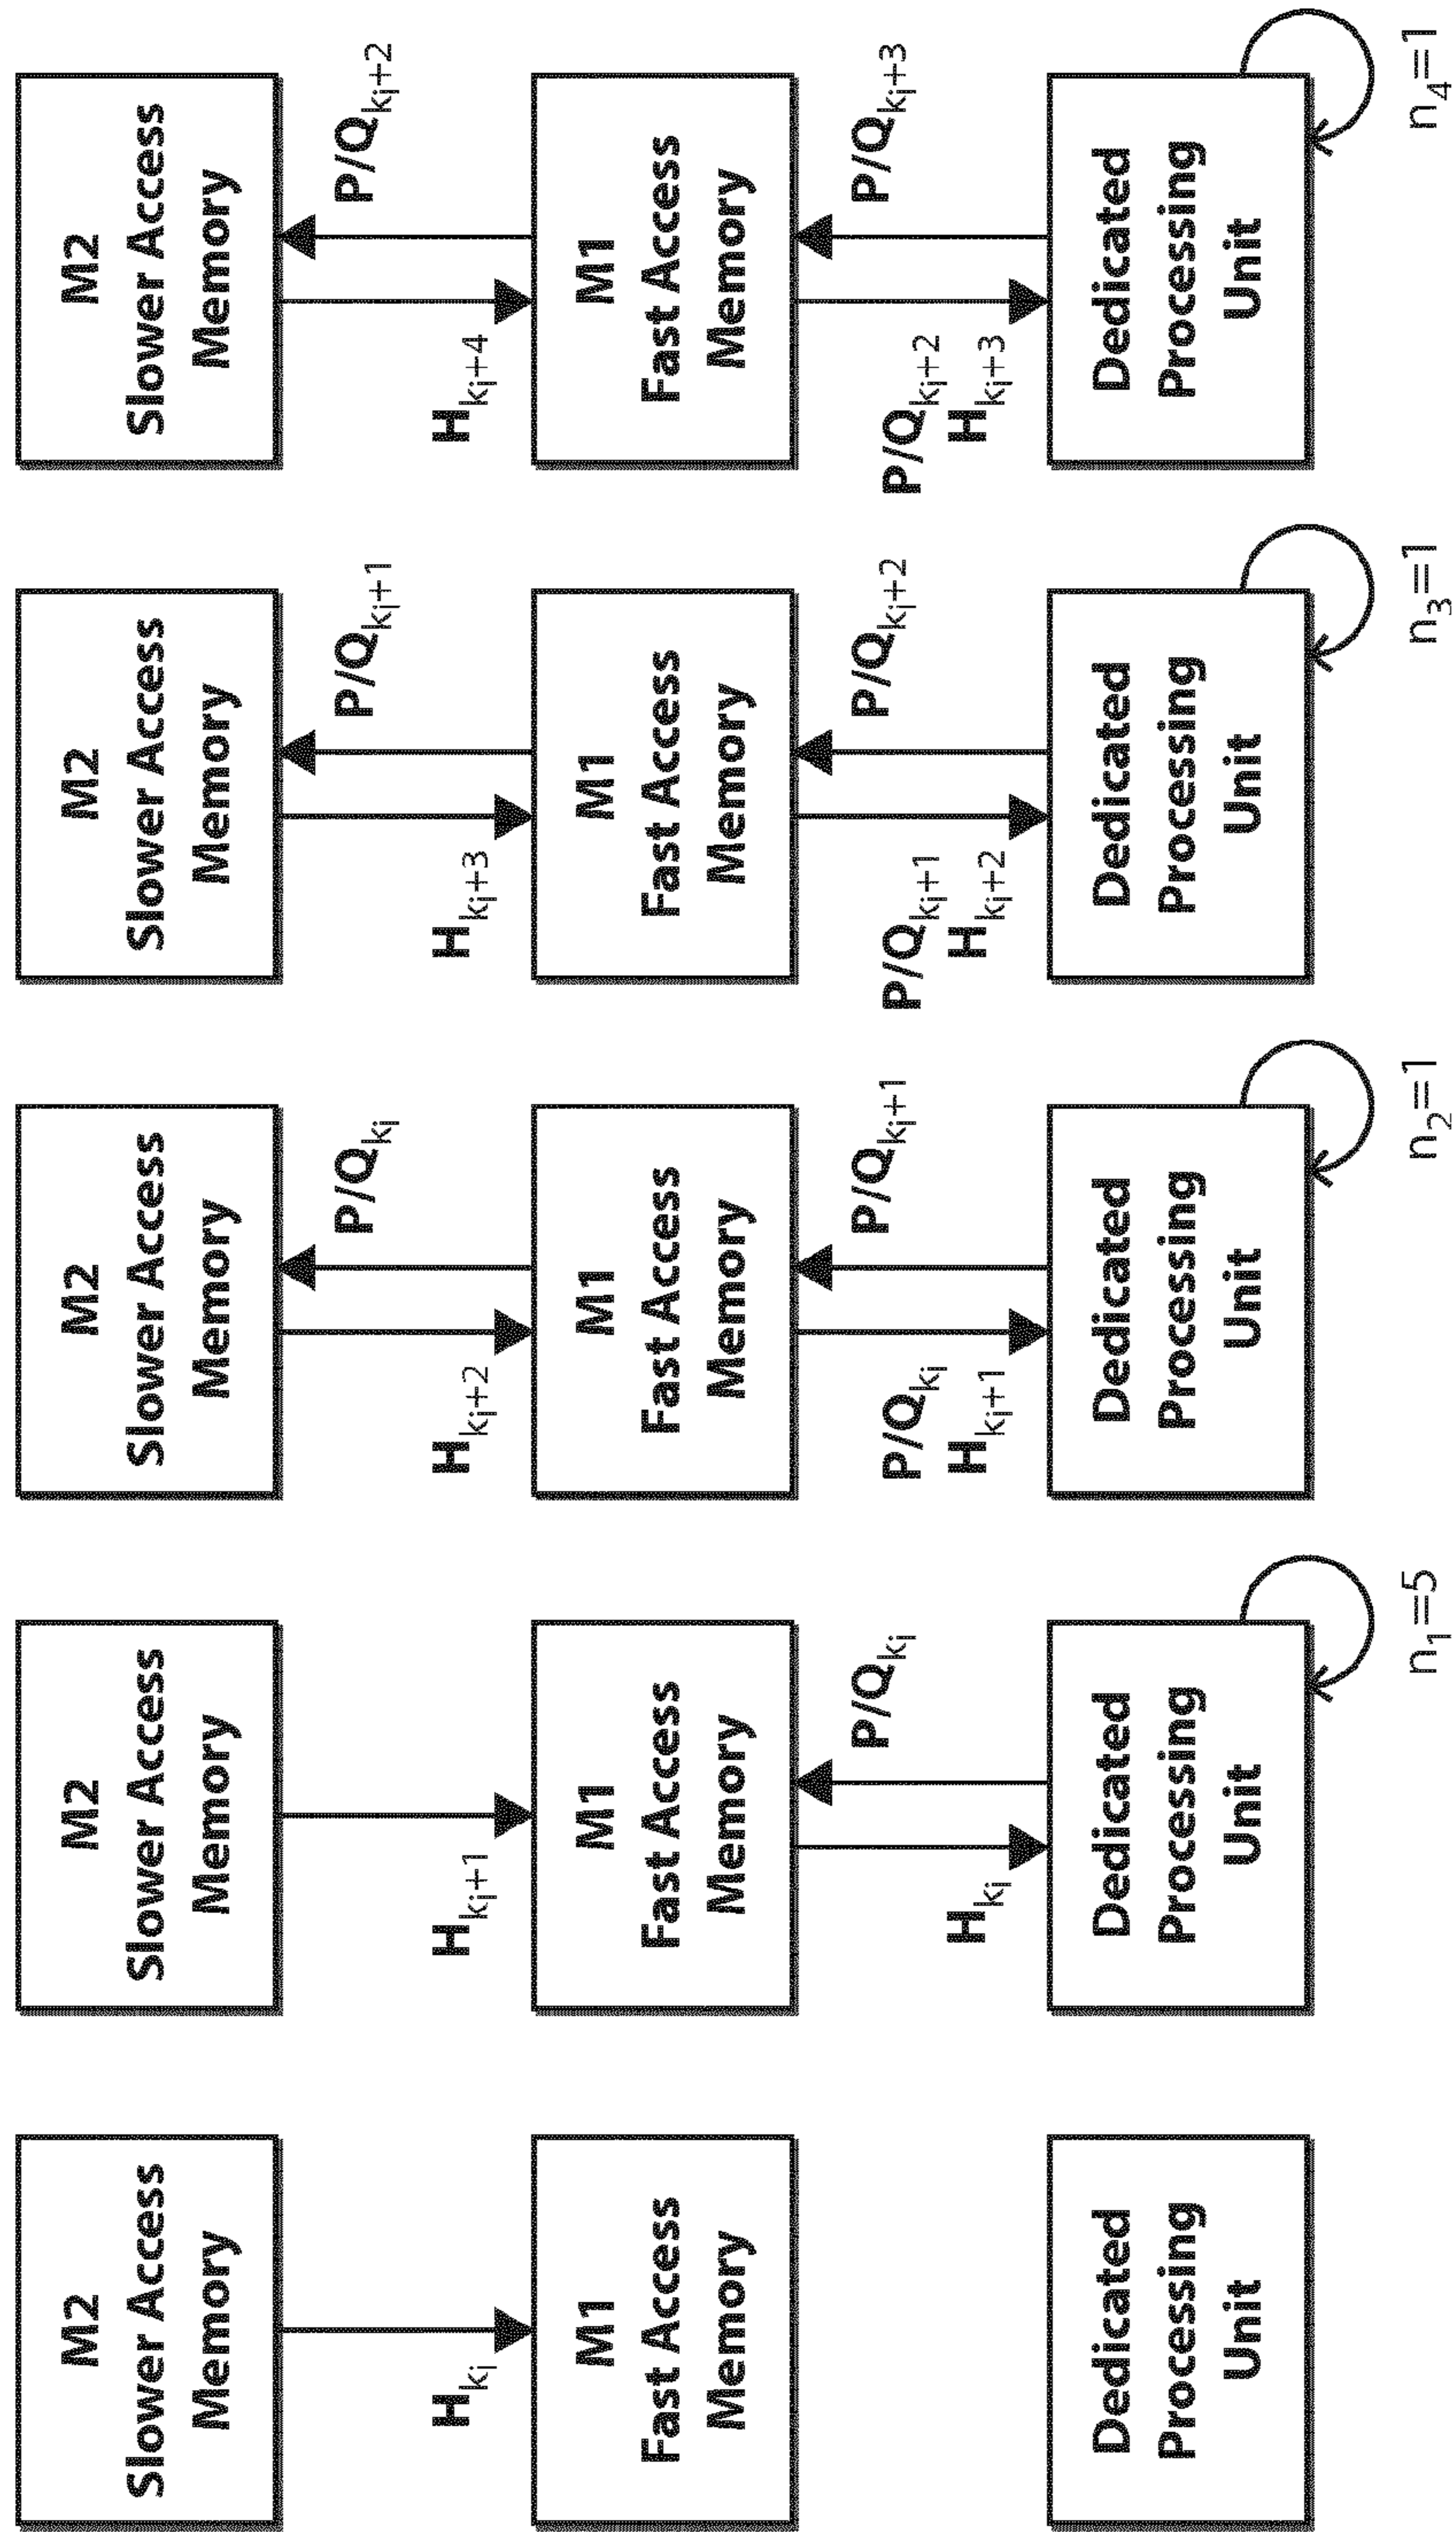 M2
Slower Access
Memory
H_{k_i}
M1
Fast Access
Memory
Dedicated
Processing
Unit
M2
Slower Access
Memory
H_{k_i+1}
M1
Fast Access
Memory
P/Q_{k_i}
H_{k_i}
Dedicated
Processing
Unit
n_1=5
M2
Slower Access
Memory
P/Q_{k_i}
H_{k_i+2}
M1
Fast Access
Memory
P/Q_{k_i+1}
P/Q_{k_i}
H_{k_i+1}
Dedicated
Processing
Unit
n_2=1
M2
Slower Access
Memory
P/Q_{k_i+1}
H_{k_i+3}
M1
Fast Access
Memory
P/Q_{k_i+2}
P/Q_{k_i+1}
H_{k_i+2}
Dedicated
Processing
Unit
n_3=1
M2
Slower Access
Memory
P/Q_{k_i+2}
H_{k_i+4}
M1
Fast Access
Memory
P/Q_{k_i+3}
P/Q_{k_i+2}
H_{k_i+3}
Dedicated
Processing
Unit
n_4=1